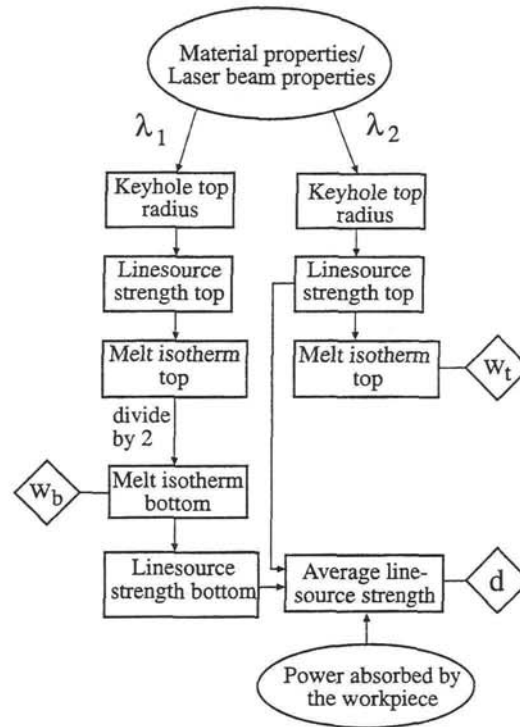 Material properties/
Laser beam properties
λ1
λ2
Keyhole top
radius
Keyhole top
radius
Linesource
strength top
Linesource
strength top
Melt isotherm
top
Melt isotherm
top
wt
divide
by 2
wb
Melt isotherm
bottom
Linesource
strength bottom
Average line-
source strength
d
Power absorbed by
the workpiece